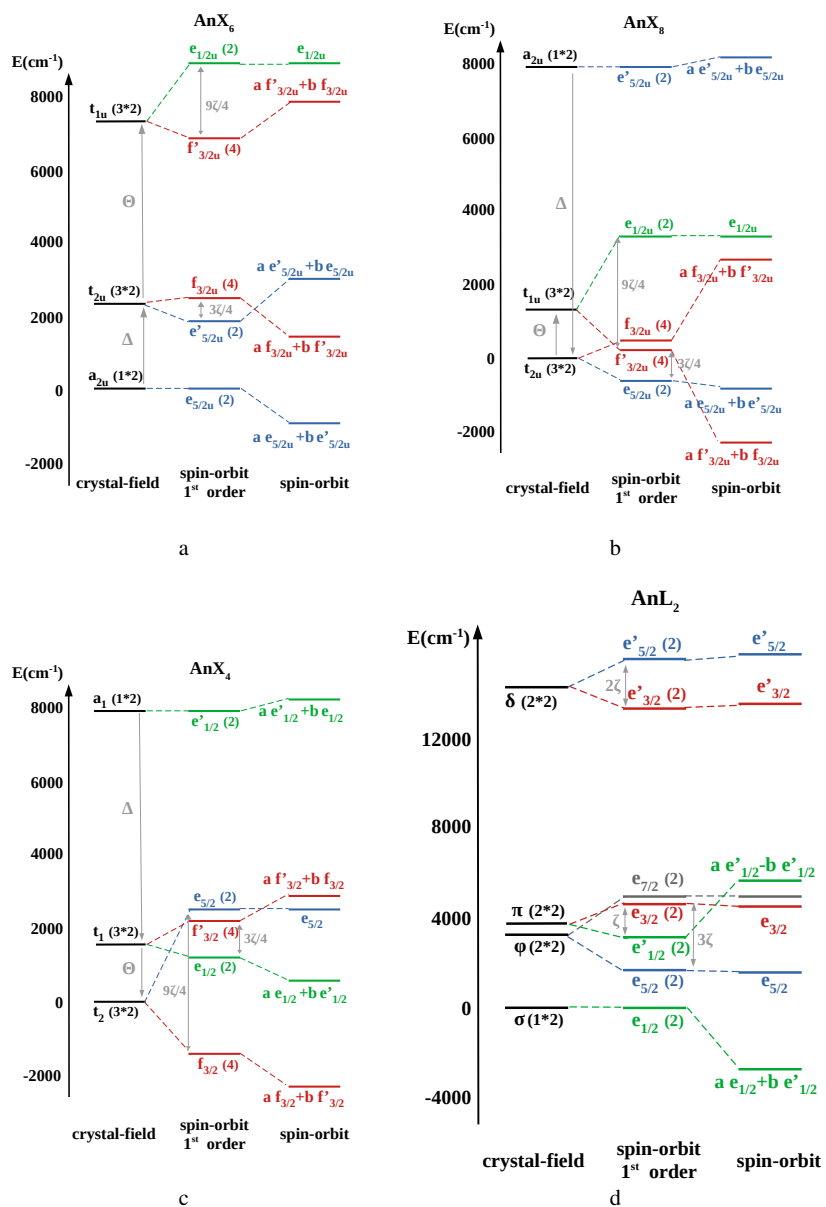 AnX6
E(cm-1)
e1/2u (2)
e1/2u
8000
9ζ/4
a f'3/2u+b f3/2u
t1u (3*2)
f'3/2u (4)
6000
Θ
4000
f3/2u (4)
a e'5/2u+b e5/2u
t2u (3*2)
3ζ/4
2000
e'5/2u (2)
Δ
a f3/2u+b f'3/2u
0
a2u (1*2)
e5/2u (2)
a e5/2u+b e'5/2u
-2000
crystal-field
spin-orbit
1st order
spin-orbit
a
AnX8
E(cm-1)
a2u (1*2)
8000
e'5/2u (2)
a e'5/2u+b e5/2u
6000
Δ
4000
e1/2u (2)
e1/2u
9ζ/4
a f3/2u+b f'3/2u
2000
t1u (3*2)
f3/2u (4)
Θ
f'3/2u (4)
0
t2u (3*2)
3ζ/4
e5/2u (2)
a e5/2u+b e'5/2u
-2000
a f'3/2u+b f3/2u
crystal-field
spin-orbit
1st order
spin-orbit
b
AnX4
E(cm-1)
a1 (1*2)
8000
e'1/2 (2)
a e'1/2+b e1/2
6000
Δ
4000
e5/2 (2)
a f'3/2+b f3/2
2000
t1 (3*2)
f'3/2 (4)
e5/2
3ζ/4
Θ
e1/2 (2)
9ζ/4
a e1/2+b e'1/2
0
t2 (3*2)
f3/2 (4)
a f3/2+b f'3/2
-2000
crystal-field
spin-orbit
1st order
spin-orbit
c
AnL2
E(cm-1)
e'5/2 (2)
e'5/2
2ζ
e'3/2 (2)
e'3/2
δ (2*2)
12000
8000
a e'1/2-b e'1/2
e7/2 (2)
π (2*2)
4000
ζ
e3/2 (2)
e3/2
φ (2*2)
e'1/2 (2)
3ζ
e5/2 (2)
e5/2
0
σ (1*2)
e1/2 (2)
a e1/2+b e'1/2
-4000
crystal-field
spin-orbit
1st order
spin-orbit
d